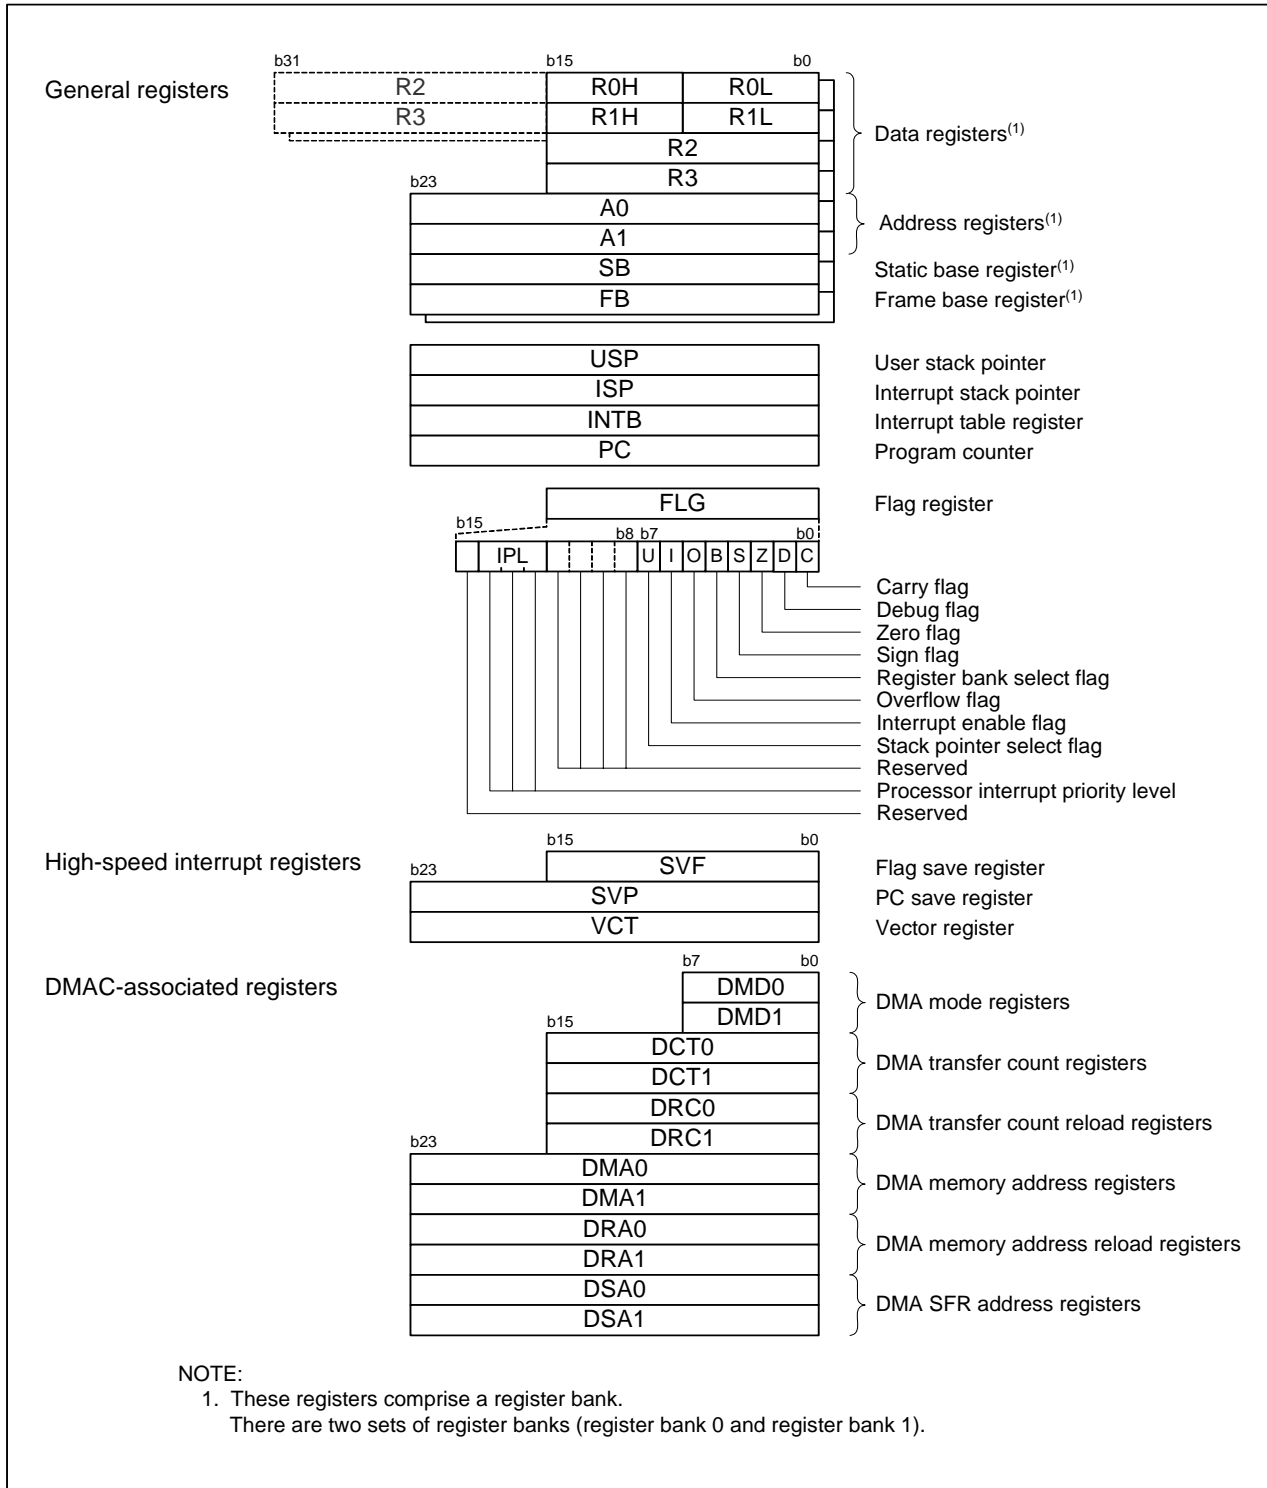 b31 b15 b0
General registers R2 R0H R0L
R3 R1H R1L Data registers(1)
R2
b23 R3
A0 Address registers(1)
A1
SB Static base register(1)
FB Frame base register(1)
USP User stack pointer
ISP Interrupt stack pointer
INTB Interrupt table register
PC Program counter
FLG Flag register
b15 b8 b7 b0
IPL U I O B S Z D C
Carry flag
Debug flag
Zero flag
Sign flag
Register bank select flag
Overflow flag
Interrupt enable flag
Stack pointer select flag
Reserved
Processor interrupt priority level
Reserved
b15 b0
High-speed interrupt registers b23 SVF Flag save register
SVP PC save register
VCT Vector register
b7 b0
DMAC-associated registers DMD0 DMA mode registers
b15 DMD1
DCT0 DMA transfer count registers
DCT1
DRC0 DMA transfer count reload registers
b23 DRC1
DMA0 DMA memory address registers
DMA1
DRA0 DMA memory address reload registers
DRA1
DSA0 DMA SFR address registers
DSA1
NOTE:
1. These registers comprise a register bank.
There are two sets of register banks (register bank 0 and register bank 1).